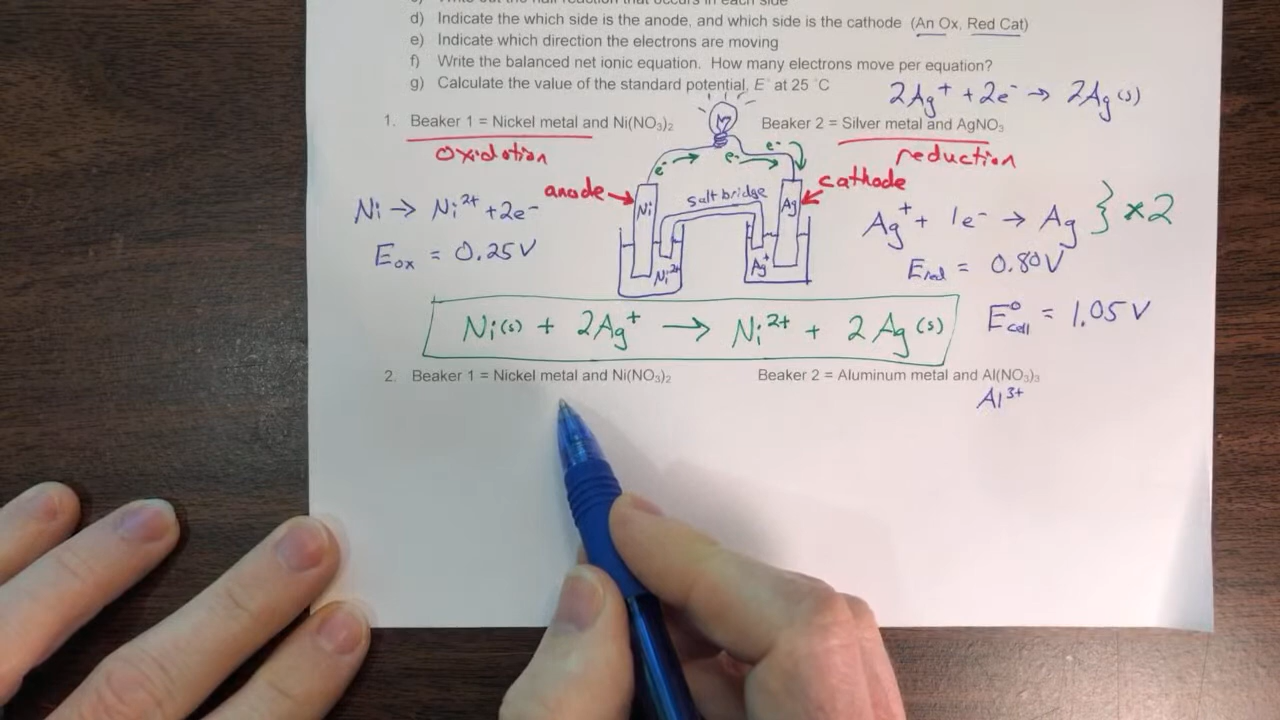 d) Indicate the which side is the anode, and which side is the cathode (An Ox, Red Cat)
e) Indicate which direction the electrons are moving
f) Write the balanced net ionic equation. How many electrons move per equation?
g) Calculate the value of the standard potential, E° at 25 °C
2Ag⁺ + 2e⁻ → 2Ag(s)
1. Beaker 1 = Nickel metal and Ni(NO₃)₂ Beaker 2 = Silver metal and AgNO₃
oxidation reduction
e⁻ e⁻ e⁻
anode cathode
Ni salt bridge Ag
Ni → Ni²⁺ + 2e⁻ Ag⁺ + 1e⁻ → Ag } ×2
Eox = 0.25V Ered = 0.80V
Ni²⁺ Ag⁺
Ni(s) + 2Ag⁺ → Ni²⁺ + 2Ag(s) E°cell = 1.05 V
2. Beaker 1 = Nickel metal and Ni(NO₃)₂ Beaker 2 = Aluminum metal and Al(NO₃)₃
Al³⁺